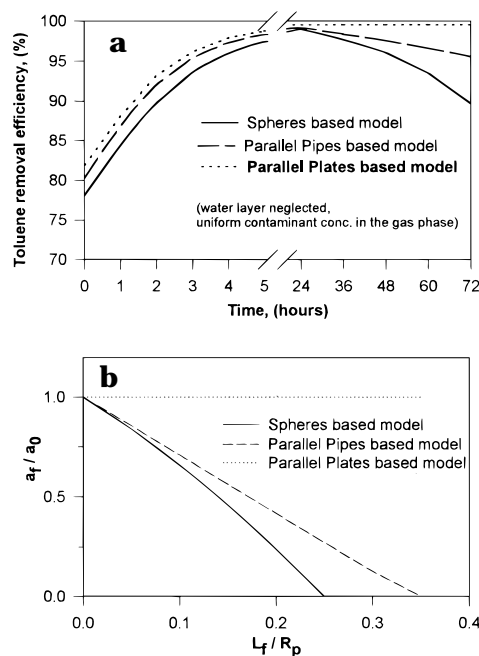 a
Toluene removal efficiency, (%)
100
95
90
85
80
75
70
Spheres based model
Parallel Pipes based model
Parallel Plates based model
(water layer neglected,
uniform contaminant conc. in the gas phase)
0 1 2 3 4 5 24 36 48 60 72
Time, (hours)
b
af / a0
1.0
0.5
0.0
Spheres based model
Parallel Pipes based model
Parallel Plates based model
0.0 0.1 0.2 0.3 0.4
Lf / Rp